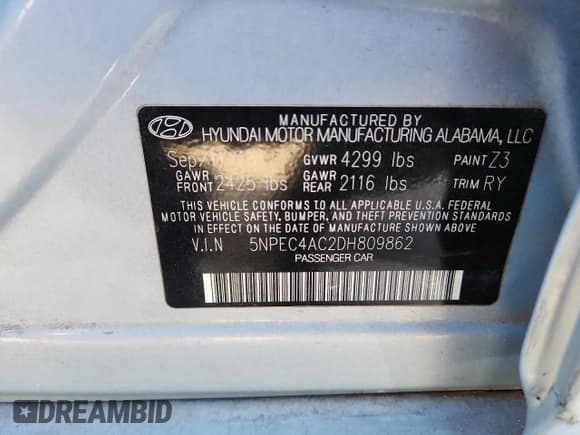 MANUFACTURED BY
HYUNDAI MOTOR MANUFACTURING ALABAMA, LLC
GVWR 4299 lbs PAINT Z3
GAWR FRONT 2425 lbs GAWR REAR 2116 lbs TRIM RY
THIS VEHICLE CONFORMS TO ALL APPLICABLE U.S.A. FEDERAL
MOTOR VEHICLE SAFETY, BUMPER, AND THEFT PREVENTION STANDARDS
IN EFFECT ON THE DATE OF MANUFACTURE SHOWN ABOVE
V.I.N 5NPEC4AC2DH809862
PASSENGER CAR
DREAMBID